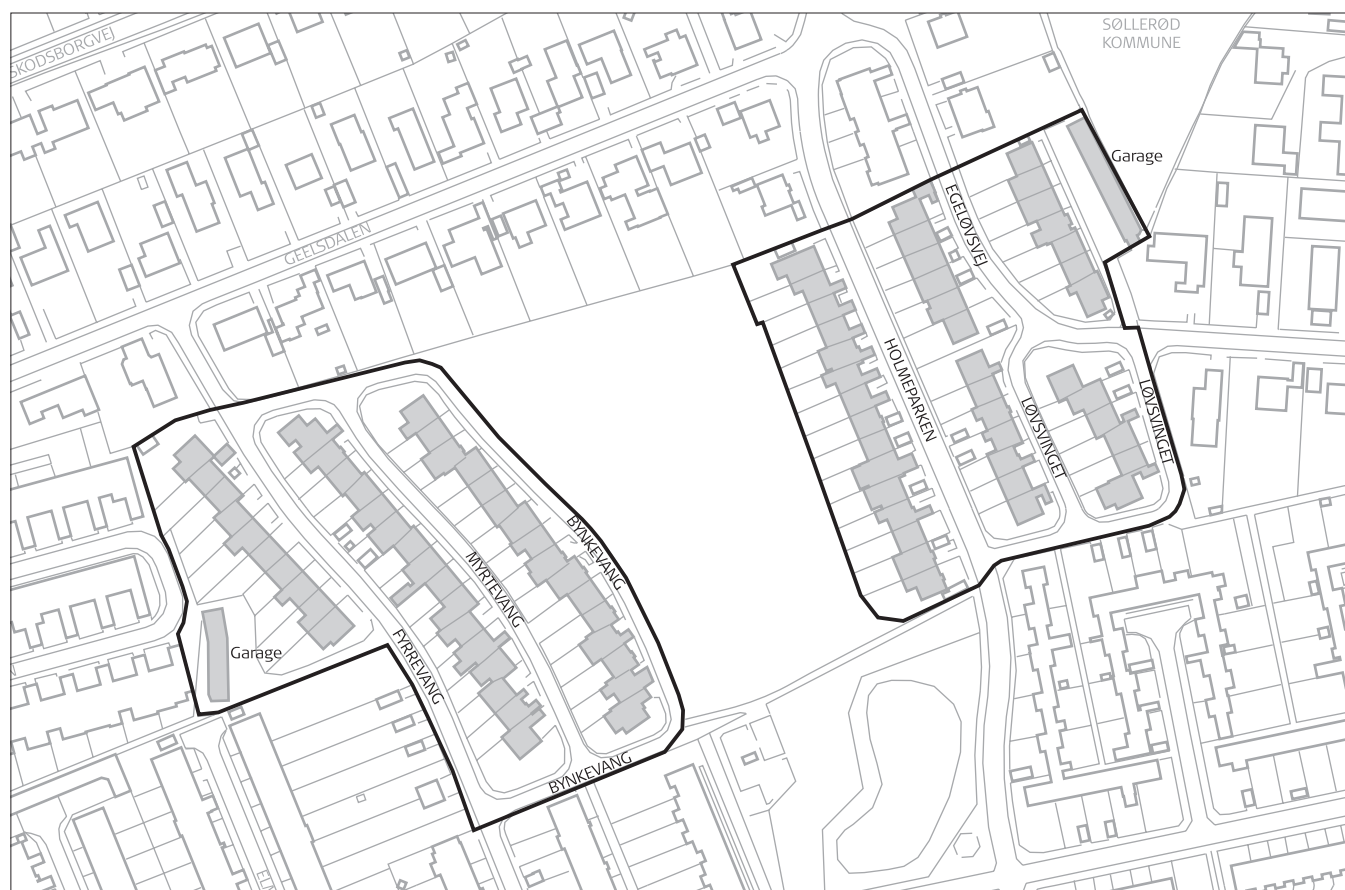 SKODSBORGVEJ
SØLLERØD
KOMMUNE
Garage
EGELØVSVEJ
GEELSDALEN
HOLMEPARKEN
LØVSVINGET
LØVSVINGET
BYNKEVANG
MYRTEVANG
Garage
FYRREVANG
BYNKEVANG